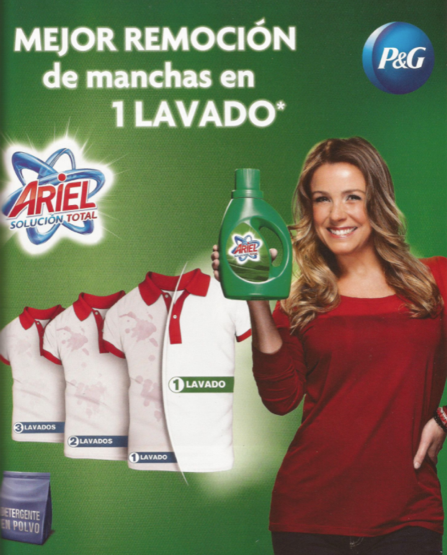 MEJOR REMOCIÓN
de manchas en
1 LAVADO*
P&G
ARIEL
SOLUCIÓN TOTAL
ARIEL
1 LAVADO
3 LAVADOS
2 LAVADOS
1 LAVADO
DETERGENTE
EN POLVO